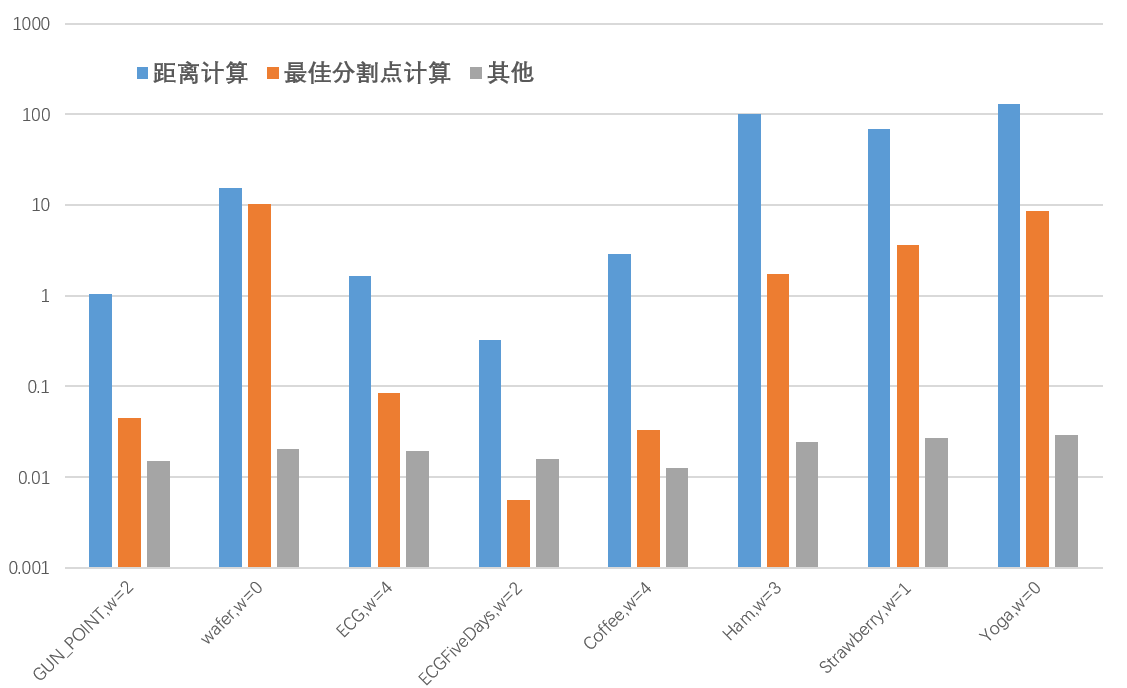 1000
距离计算 最佳分割点计算 其他
100
10
1
0.1
0.01
0.001
GUN_POINT,w=2
wafer,w=0
ECG,w=4
ECGFiveDays,w=2
Coffee,w=4
Ham,w=3
Strawberry,w=1
Yoga,w=0